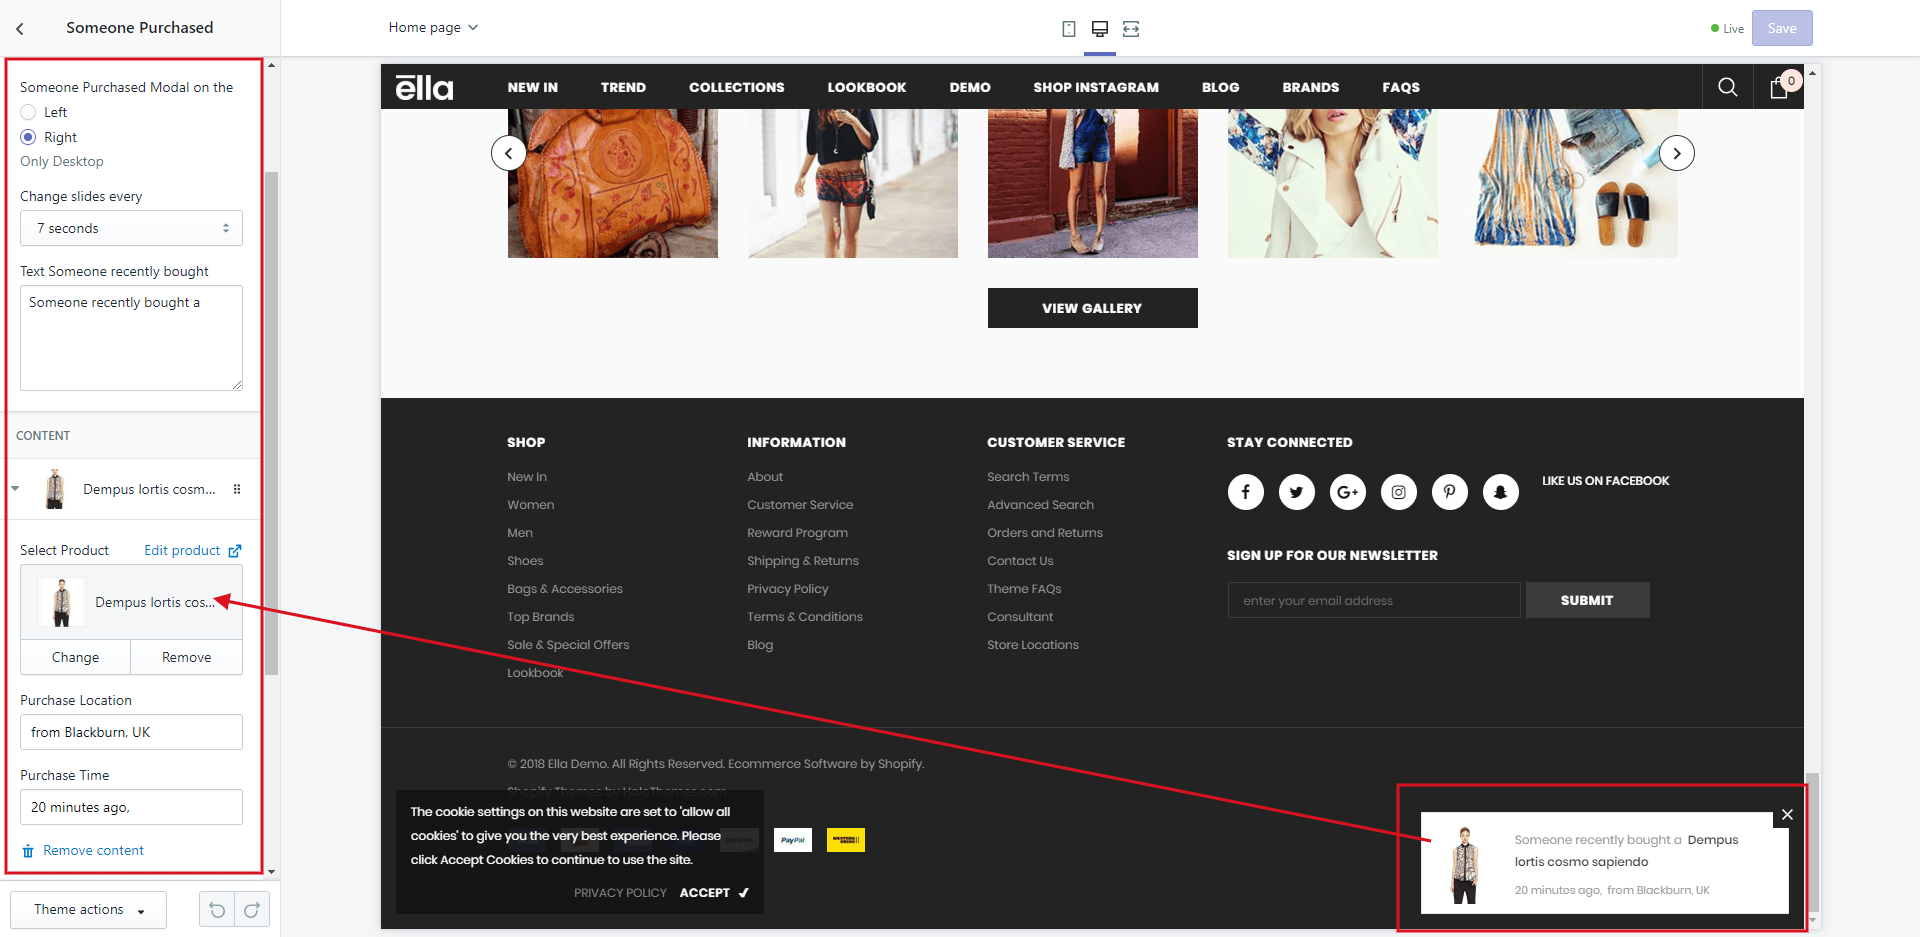 Someone Purchased
Home page
Live
Save
Someone Purchased Modal on the
Left
Right
Only Desktop
Change slides every
7 seconds
Text Someone recently bought
Someone recently bought a
CONTENT
Dempus lortis cosm...
Select Product
Edit product
Dempus lortis cos...
Change
Remove
Purchase Location
from Blackburn, UK
Purchase Time
20 minutes ago,
Remove content
Theme actions
ella
NEW IN
TREND
COLLECTIONS
LOOKBOOK
DEMO
SHOP INSTAGRAM
BLOG
BRANDS
FAQS
0
VIEW GALLERY
SHOP
New In
Women
Men
Shoes
Bags & Accessories
Top Brands
Sale & Special Offers
Lookbook
INFORMATION
About
Customer Service
Reward Program
Shipping & Returns
Privacy Policy
Terms & Conditions
Blog
CUSTOMER SERVICE
Search Terms
Advanced Search
Orders and Returns
Contact Us
Theme FAQs
Consultant
Store Locations
STAY CONNECTED
LIKE US ON FACEBOOK
SIGN UP FOR OUR NEWSLETTER
enter your email address
SUBMIT
© 2018 Ella Demo. All Rights Reserved. Ecommerce Software by Shopify.
Shopify Themes by HaloThemes.com
The cookie settings on this website are set to 'allow all
cookies' to give you the very best experience. Please
click Accept Cookies to continue to use the site.
PRIVACY POLICY
ACCEPT
PayPal
WESTERN UNION
Someone recently bought a Dempus
lortis cosmo sapiendo
20 minutes ago, from Blackburn, UK